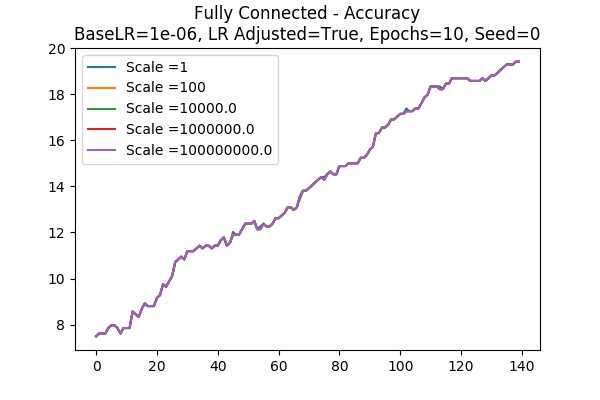 Fully Connected - Accuracy
BaseLR=1e-06, LR Adjusted=True, Epochs=10, Seed=0
20
18
16
14
12
10
8
Scale =1
Scale =100
Scale =10000.0
Scale =1000000.0
Scale =100000000.0
0 20 40 60 80 100 120 140